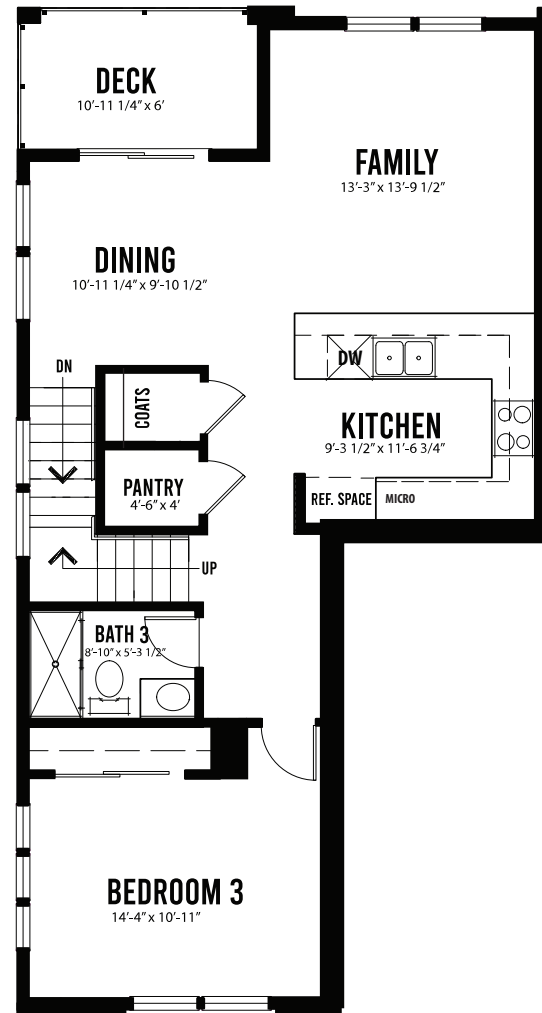 DECK
10'-11 1/4" x 6'
FAMILY
13'-3" x 13'-9 1/2"
DINING
10'-11 1/4" x 9'-10 1/2"
DN
DW
COATS
KITCHEN
9'-3 1/2" x 11'-6 3/4"
PANTRY
4'-6" x 4'
REF. SPACE
MICRO
UP
BATH 3
8'-10" x 5'-3 1/2"
BEDROOM 3
14'-4" x 10'-11"